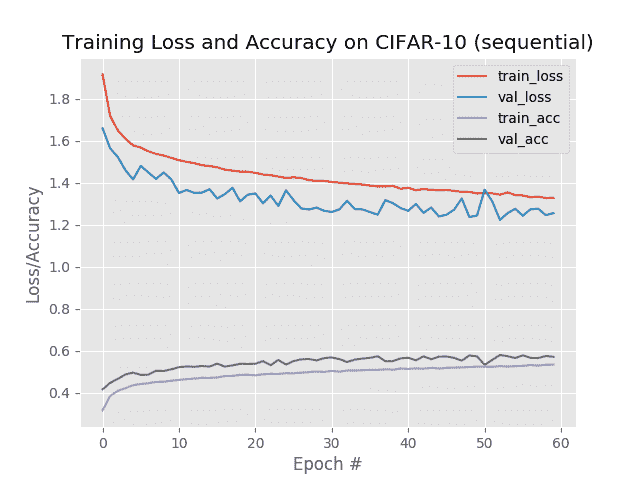 Training Loss and Accuracy on CIFAR-10 (sequential)
train_loss
val_loss
train_acc
val_acc
1.8
1.6
1.4
1.2
1.0
0.8
0.6
0.4
Loss/Accuracy
0 10 20 30 40 50 60
Epoch #